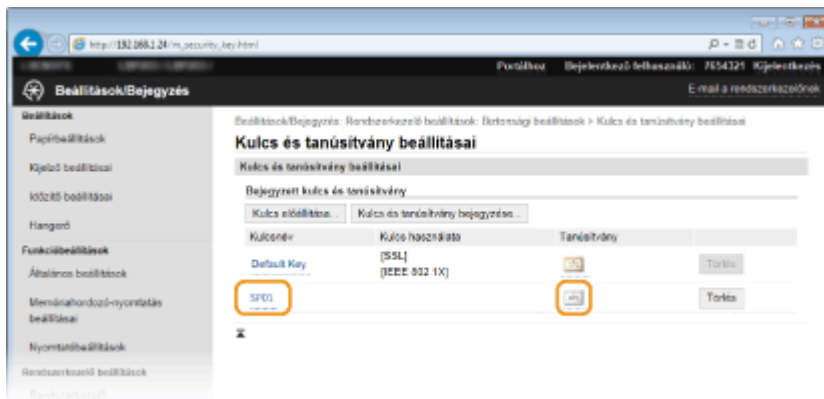 http://192.168.1.24/m_security_key.html
Portálhoz Bejelentkező felhasználó: 7654321 Kijelentkezés
Beállítások/Bejegyzés
E-mail a rendszerkezelőnek
Beállítások
Papírbeállítások
Kijelző beállításai
Időzítő beállításai
Hangerő
Funkcióbeállítások
Általános beállítások
Memóriahordozó-nyomtatás
beállításai
Nyomtatóbeállítások
Rendszerkezelő beállítások
Beállítások/Bejegyzés: Rendszerkezelő beállítások: Biztonsági beállítások > Kulcs és tanúsítvány beállításai
Kulcs és tanúsítvány beállításai
Kulcs és tanúsítvány beállításai
Bejegyzett kulcs és tanúsítvány
Kulcs előállítása... Kulcs és tanúsítvány bejegyzése...
Kulcsnév Kulcs használata Tanúsítvány
Default Key [SSL] Törlés
[IEEE 802.1X]
SP01 Törlés